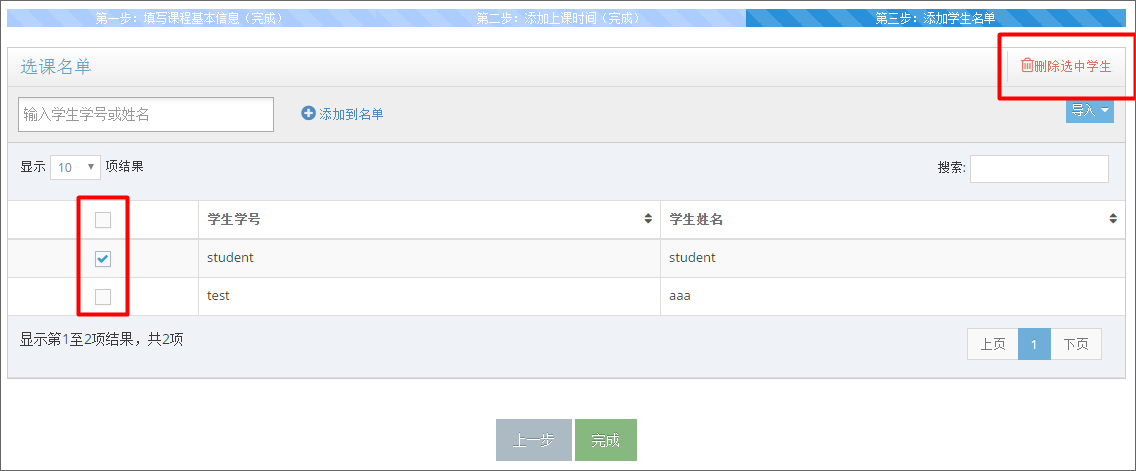 第一步：填写课程基本信息（完成） 第二步：添加上课时间（完成） 第三步：添加学生名单
选课名单 删除选中学生
输入学生学号或姓名 添加到名单 导入
显示 10 项结果 搜索:
学生学号 学生姓名
student student
test aaa
显示第1至2项结果，共2项 上页 1 下页
上一步 完成